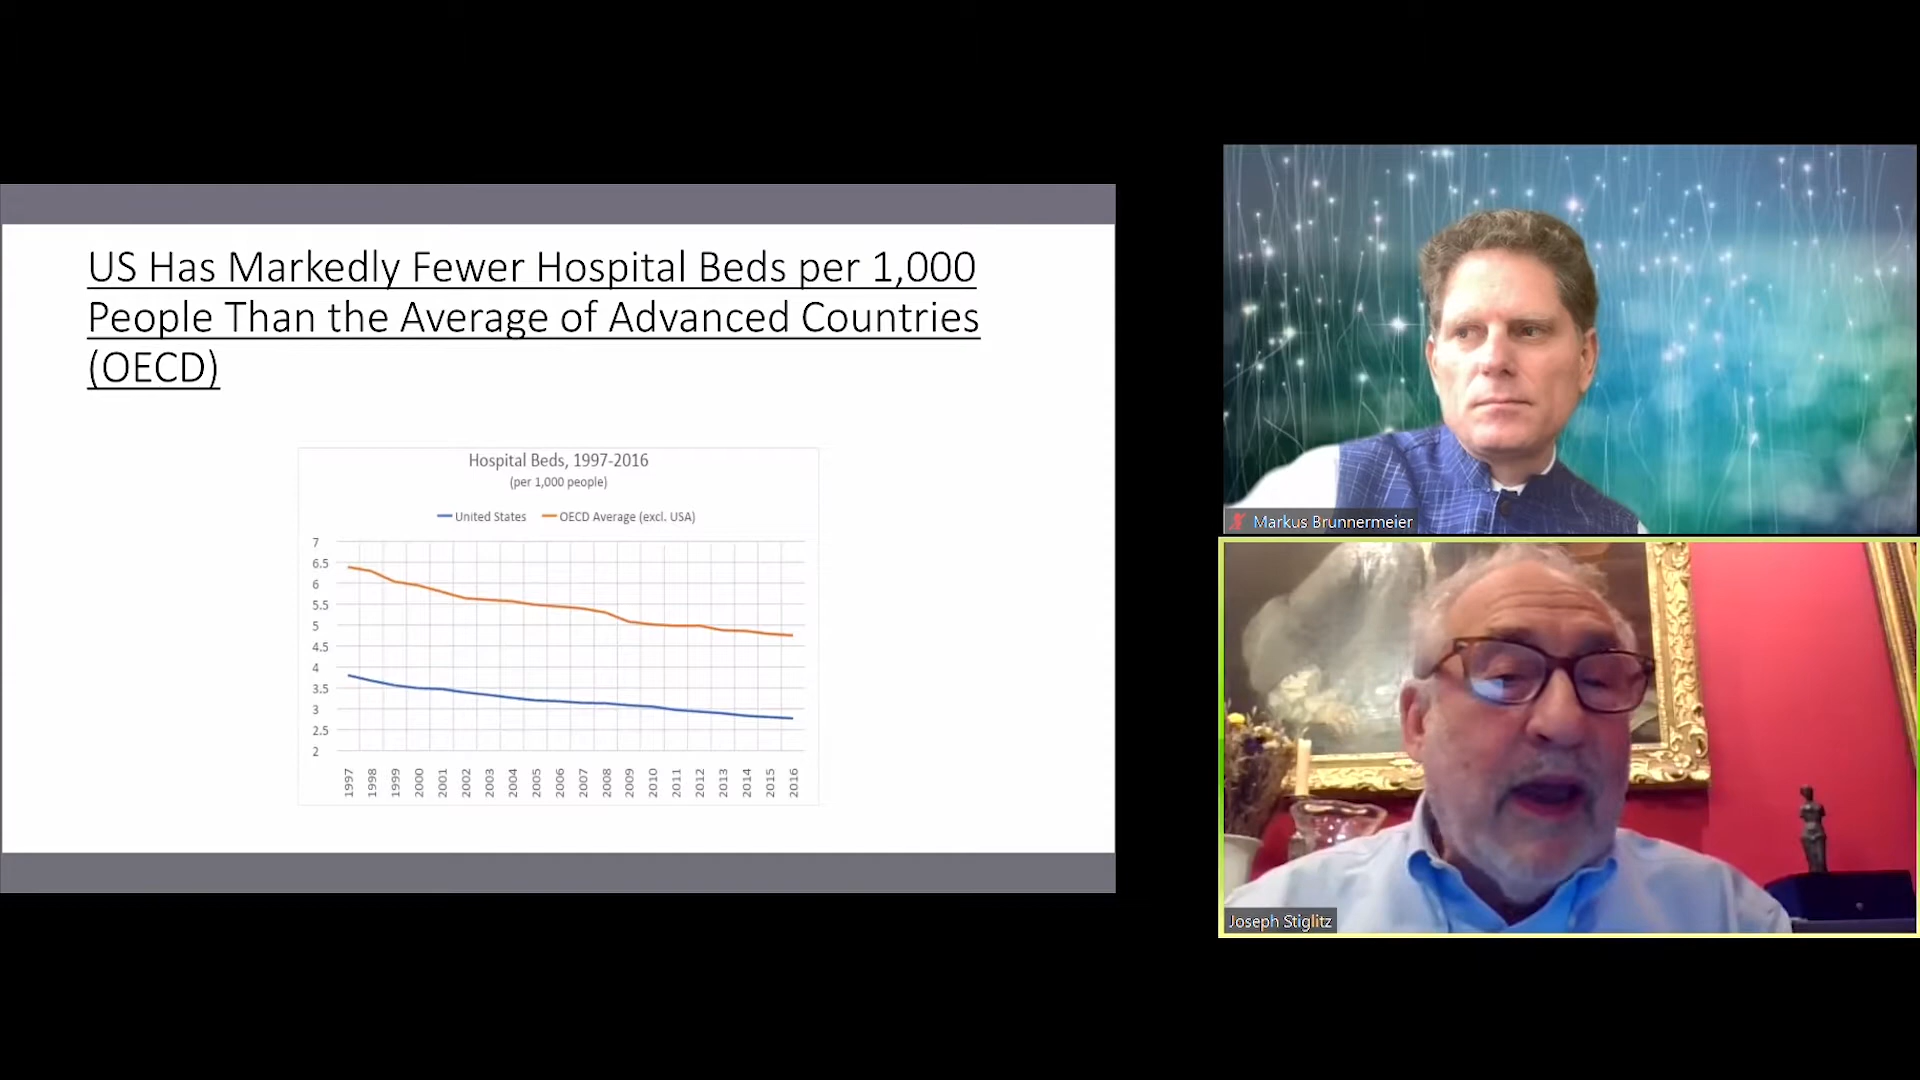 US Has Markedly Fewer Hospital Beds per 1,000
People Than the Average of Advanced Countries
(OECD)
Hospital Beds, 1997-2016
(per 1,000 people)
United States OECD Average (excl. USA)
7
6.5
6
5.5
5
4.5
4
3.5
3
2.5
2
1997 1998 1999 2000 2001 2002 2003 2004 2005 2006 2007 2008 2009 2010 2011 2012 2013 2014 2015 2016
Markus Brunnermeier
Joseph Stiglitz